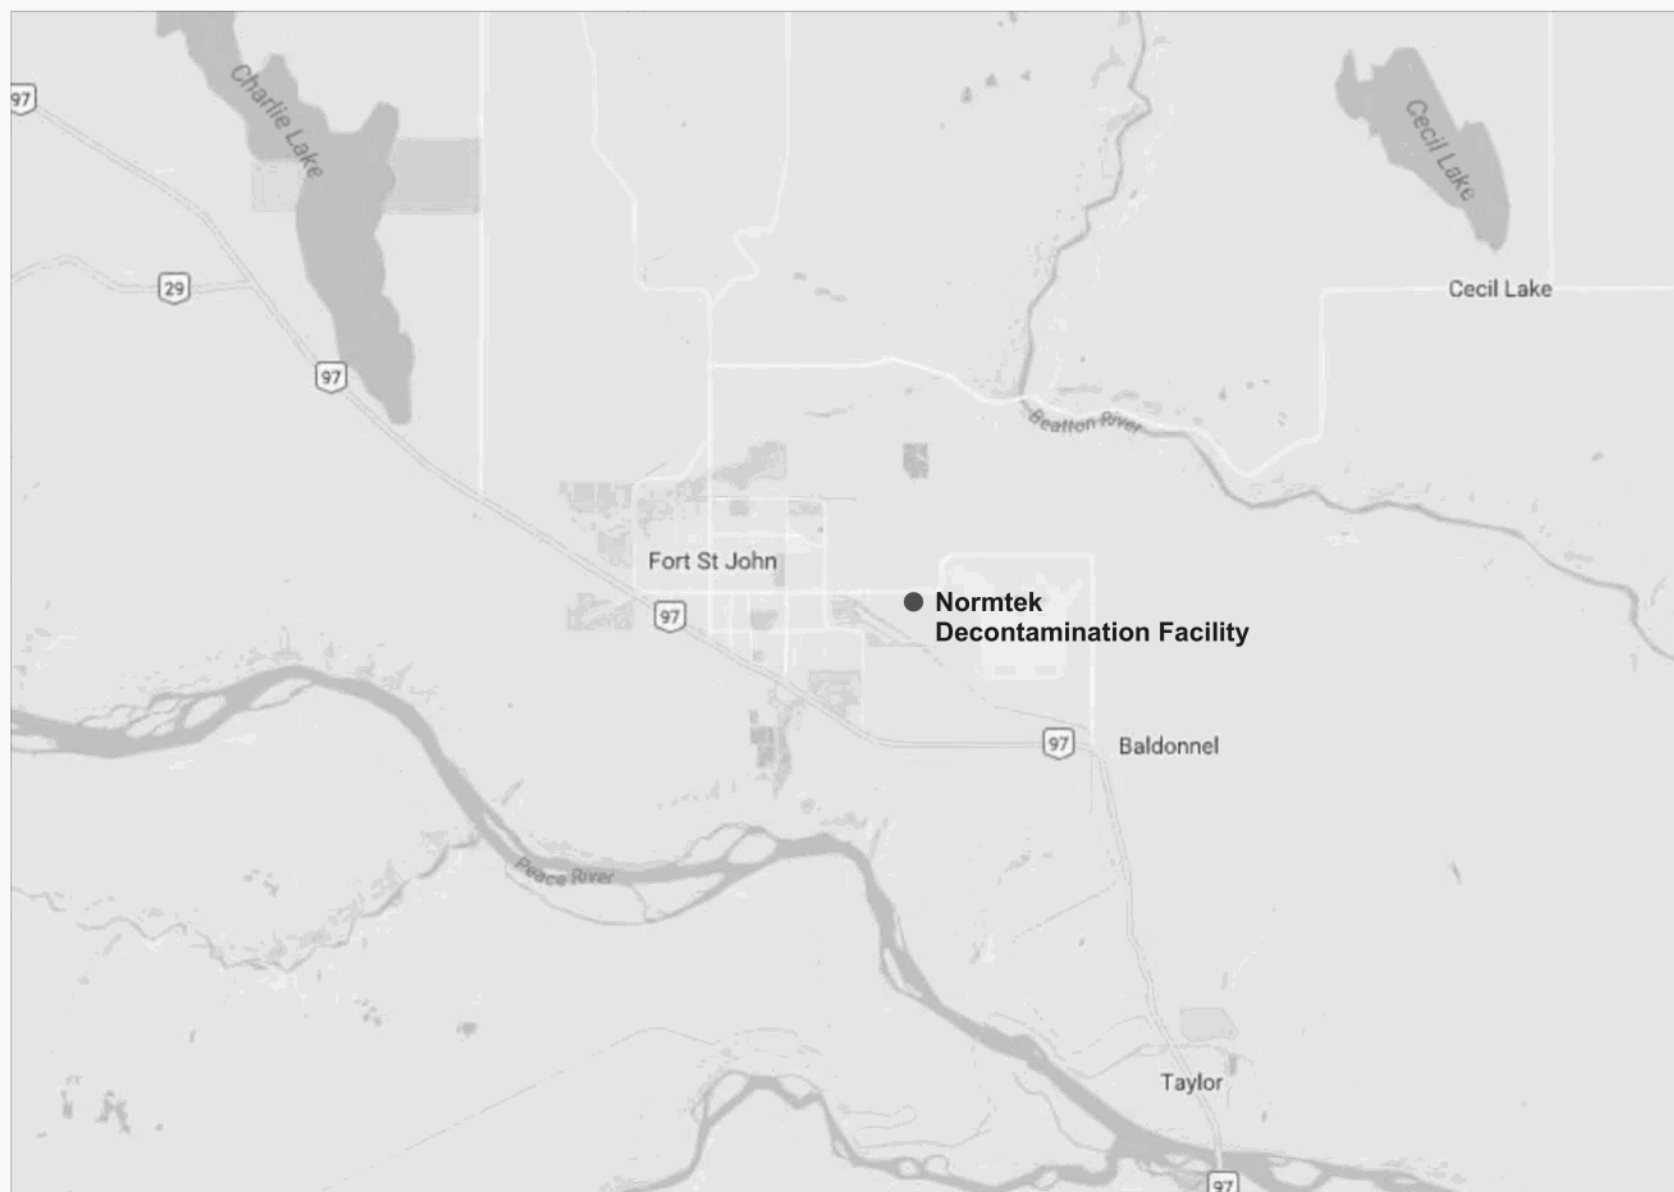 97
Charlie Lake
Cecil Lake
29
Cecil Lake
97
Beatton River
Fort St John
Normtek
Decontamination Facility
97
97
Baldonnel
Peace River
Taylor
97